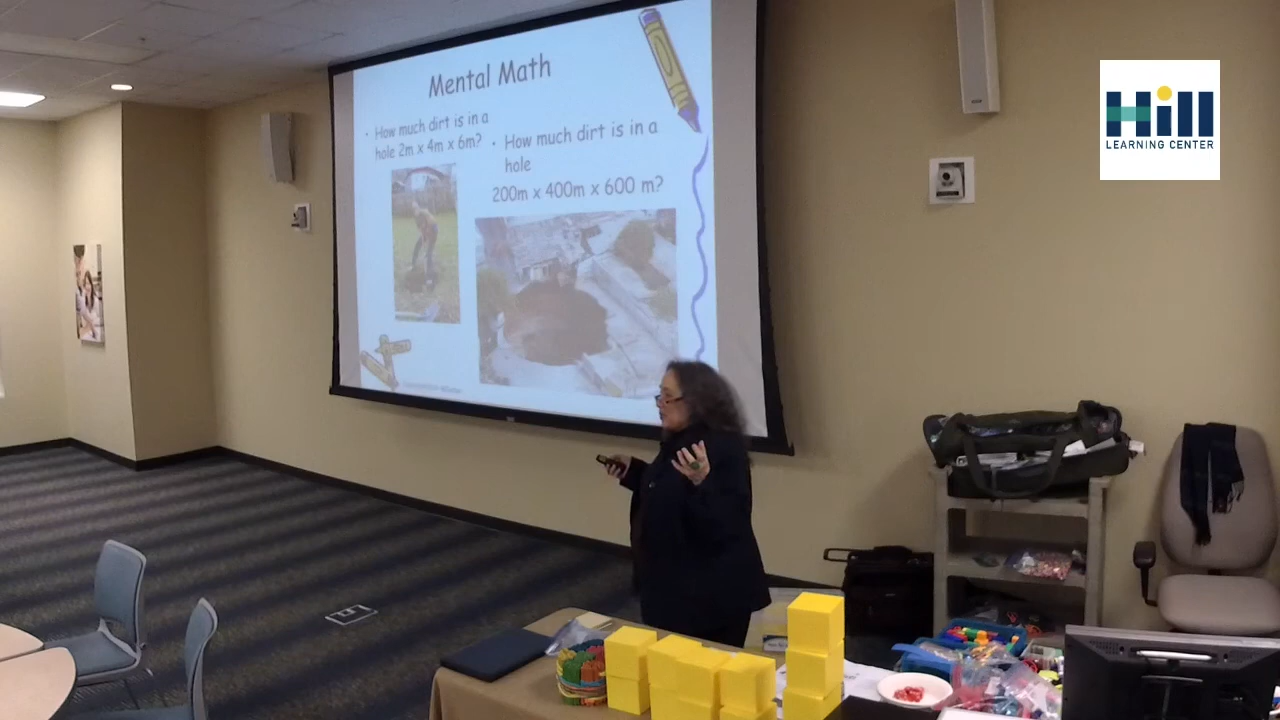 Mental Math
• How much dirt is in a
hole 2m x 4m x 6m?
• How much dirt is in a
hole
200m x 400m x 600 m?
Hill
LEARNING CENTER